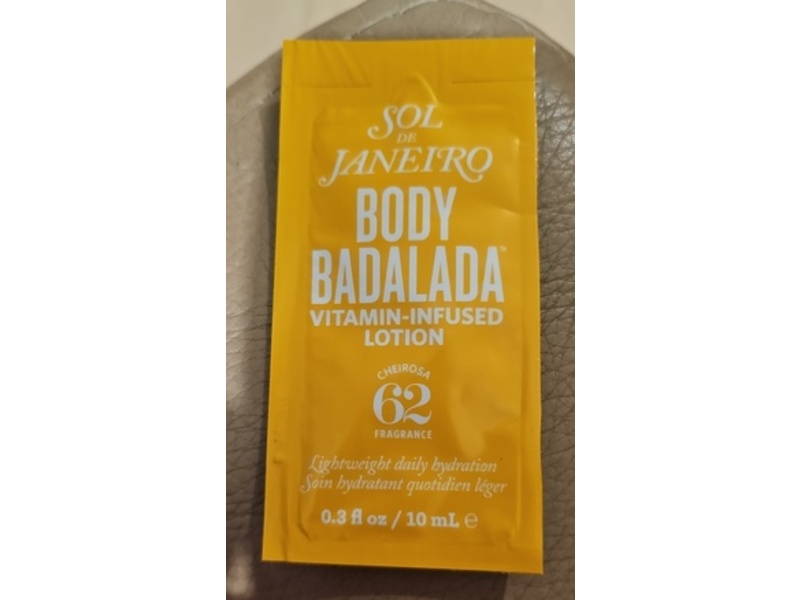 SOL
DE
JANEIRO
BODY
BADALADA™
VITAMIN-INFUSED
LOTION
CHEIROSA
62
FRAGRANCE
Lightweight daily hydration
Soin hydratant quotidien léger
0.3 fl oz / 10 mL ℮